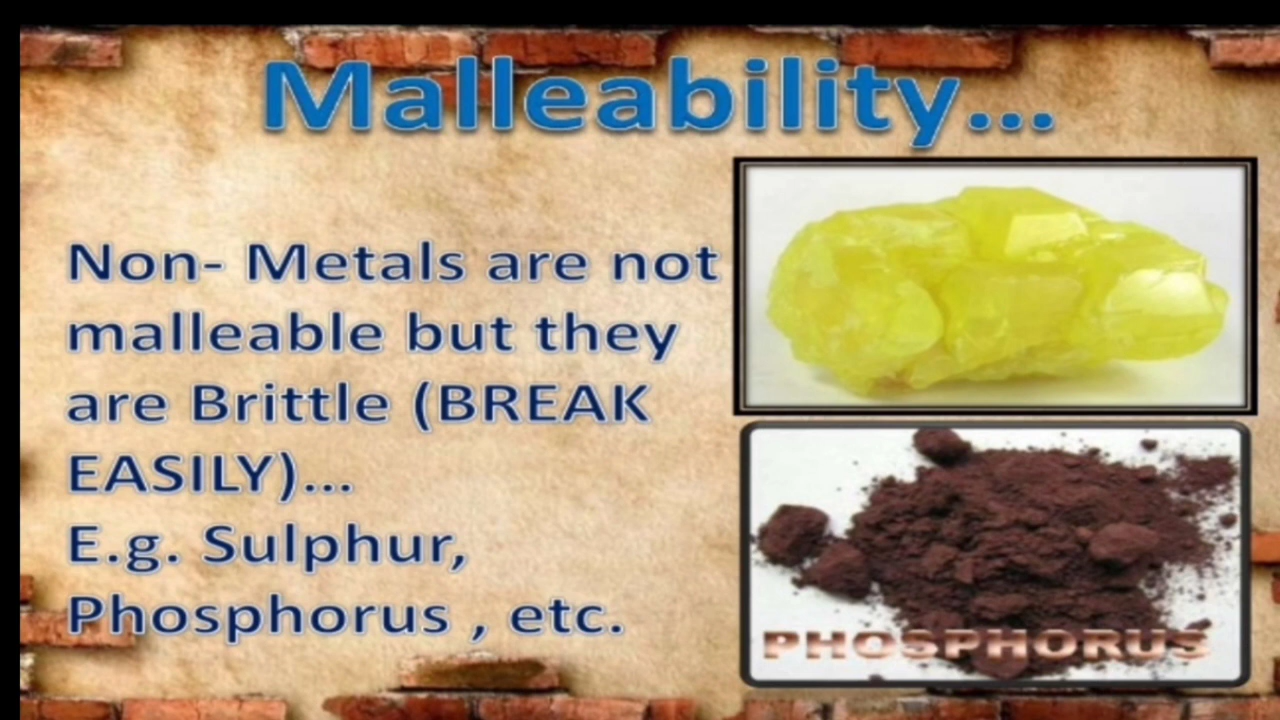 Malleability...
Non- Metals are not
malleable but they
are Brittle (BREAK
EASILY)...
E.g. Sulphur,
Phosphorus , etc.
PHOSPHORUS